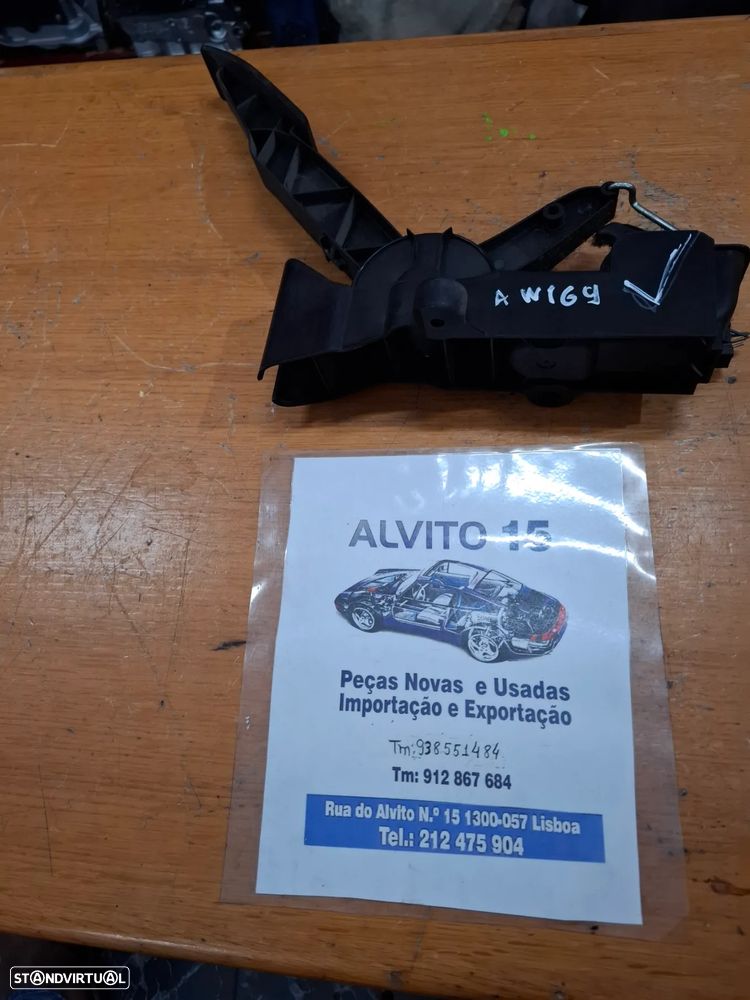 A W169
ALVITO 15
Peças Novas e Usadas
Importação e Exportação
Tm: 938551484
Tm: 912 867 684
Rua do Alvito N.º 15 1300-057 Lisboa
Tel.: 212 475 904
STANDVIRTUAL